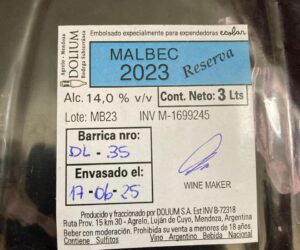 Agrelo - Mendoza
DOLIUM
Bodega Subterránea
Embolsado especialmente para expendedoras ecobar
MALBEC
2023 Reserva
Alc. 14,0 % v/v Cont. Neto: 3 Lts
Lote: MB23 INV M-1699245
Barrica nro:
DL - 35
Envasado el:
17-06-25
WINE MAKER
Producido y fraccionado por DOLIUM S.A. Est INV B-72318
Ruta Prov. 15 km 30 - Agrelo, Luján de Cuyo, Mendoza, Argentina
Beber con moderación. Prohibida su venta a menores de 18 años.
Contiene Sulfitos Vino Argentino Bebida Nacional